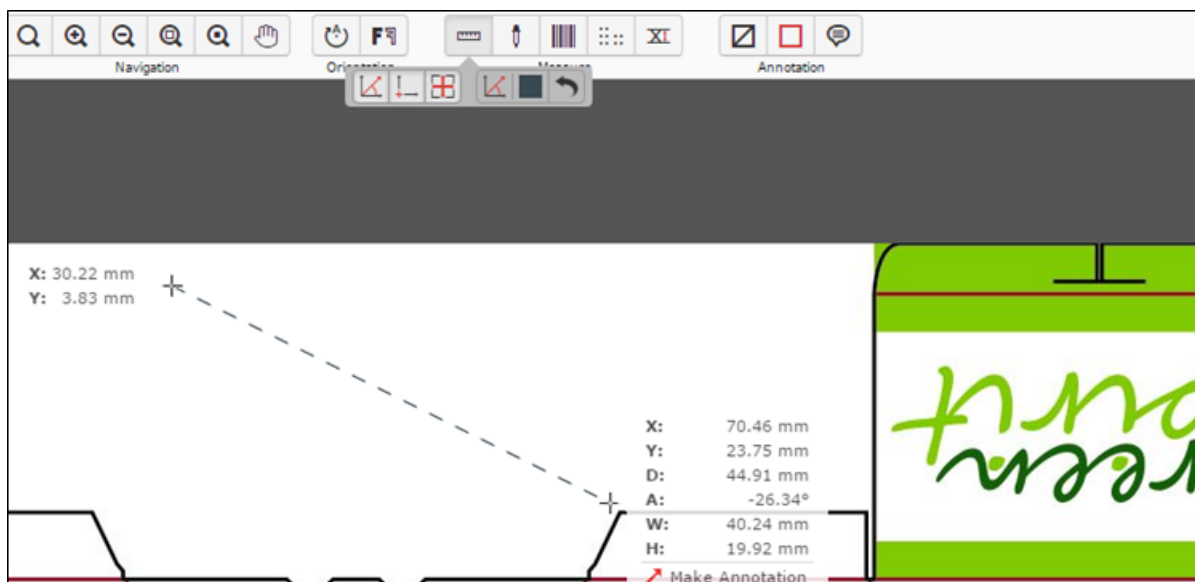 Navigation
Orientation
Measure
Annotation
X: 30.22 mm
Y: 3.83 mm
X: 70.46 mm
Y: 23.75 mm
D: 44.91 mm
A: -26.34°
W: 40.24 mm
H: 19.92 mm
Make Annotation